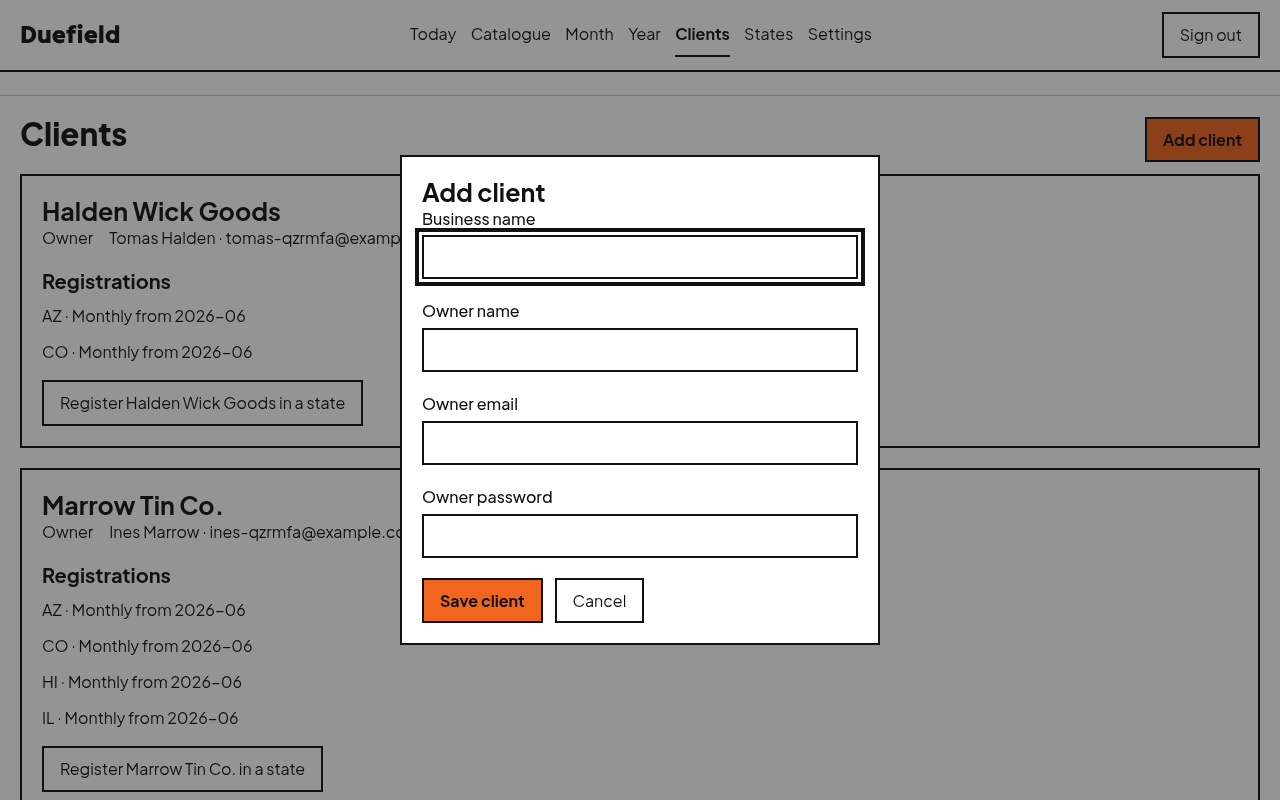 Duefield
Today Catalogue Month Year Clients States Settings
Sign out
Clients
Add client
Halden Wick Goods
Owner Tomas Halden · tomas-qzrmfa@examp
Registrations
AZ · Monthly from 2026–06
CO · Monthly from 2026–06
Register Halden Wick Goods in a state
Marrow Tin Co.
Owner Ines Marrow · ines-qzrmfa@example.co
Registrations
AZ · Monthly from 2026–06
CO · Monthly from 2026–06
HI · Monthly from 2026–06
IL · Monthly from 2026–06
Register Marrow Tin Co. in a state
Add client
Business name
Owner name
Owner email
Owner password
Save client
Cancel